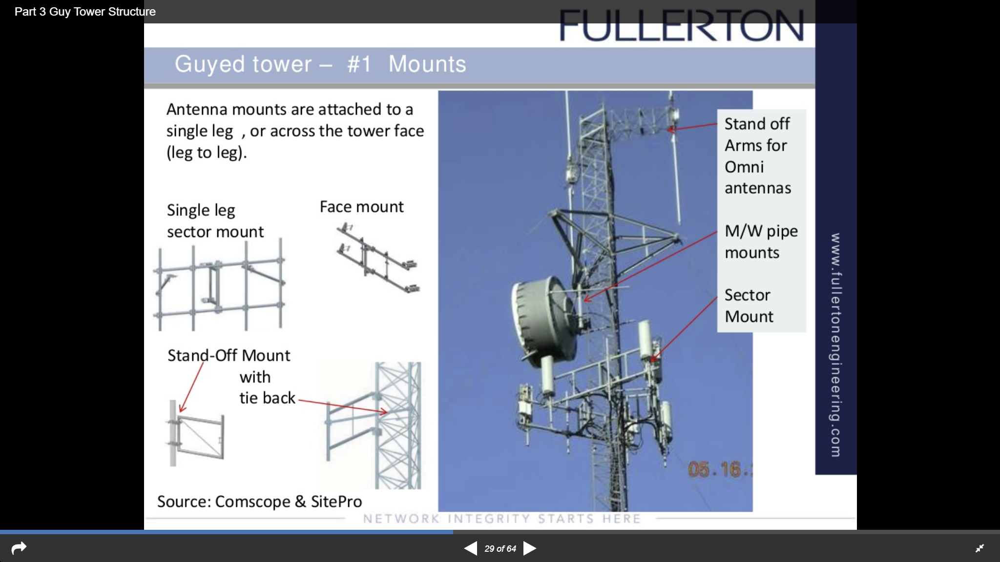 Part 3 Guy Tower Structure
FULLERTON
Guyed tower – #1 Mounts
Antenna mounts are attached to a
single leg , or across the tower face
(leg to leg).
Single leg
sector mount
Face mount
Stand-Off Mount
with
tie back
Source: Comscope & SitePro
Stand off
Arms for
Omni
antennas
M/W pipe
mounts
Sector
Mount
05.16.
www.fullertonengineering.com
NETWORK INTEGRITY STARTS HERE
29 of 64